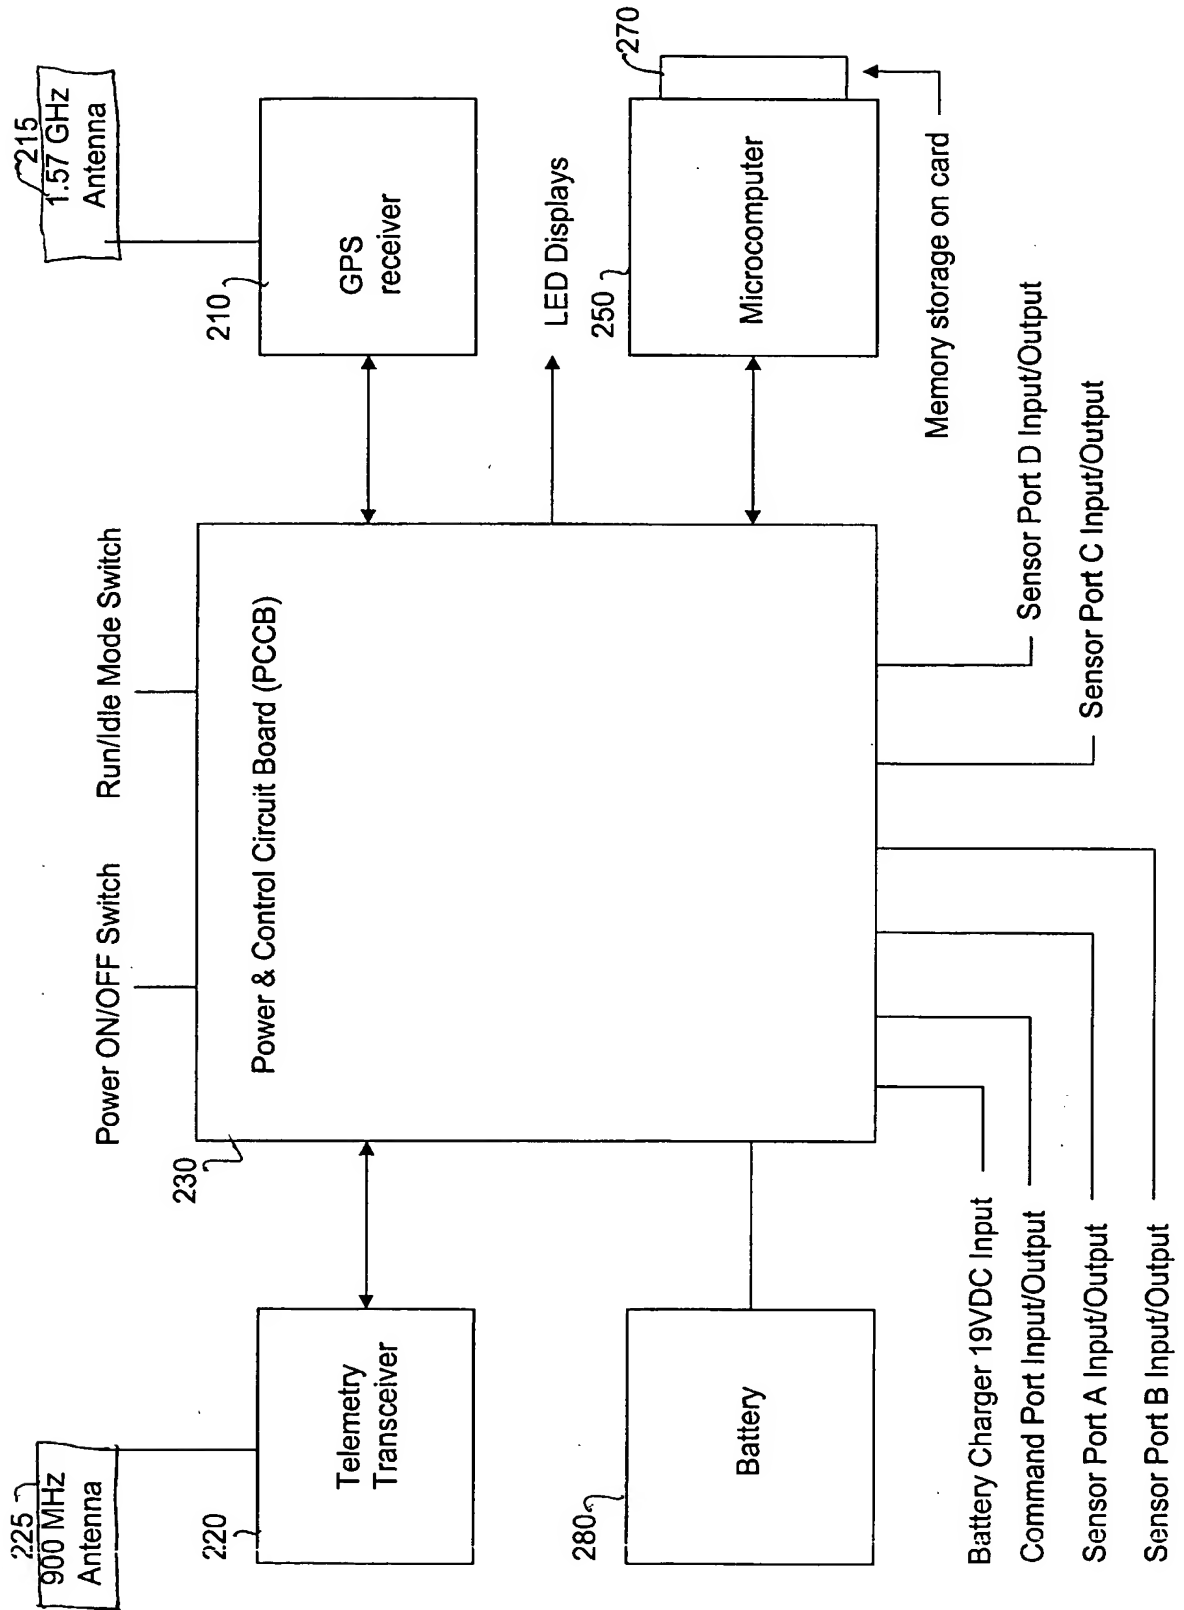 225
900 MHz
Antenna
215
1.57 GHz
Antenna
Power ON/OFF Switch
Run/Idle Mode Switch
220
Telemetry
Transceiver
230
Power & Control Circuit Board (PCCB)
210
GPS
receiver
LED Displays
280
Battery
250
Microcomputer
270
Memory storage on card
Battery Charger 19VDC Input
Command Port Input/Output
Sensor Port A Input/Output
Sensor Port B Input/Output
Sensor Port D Input/Output
Sensor Port C Input/Output